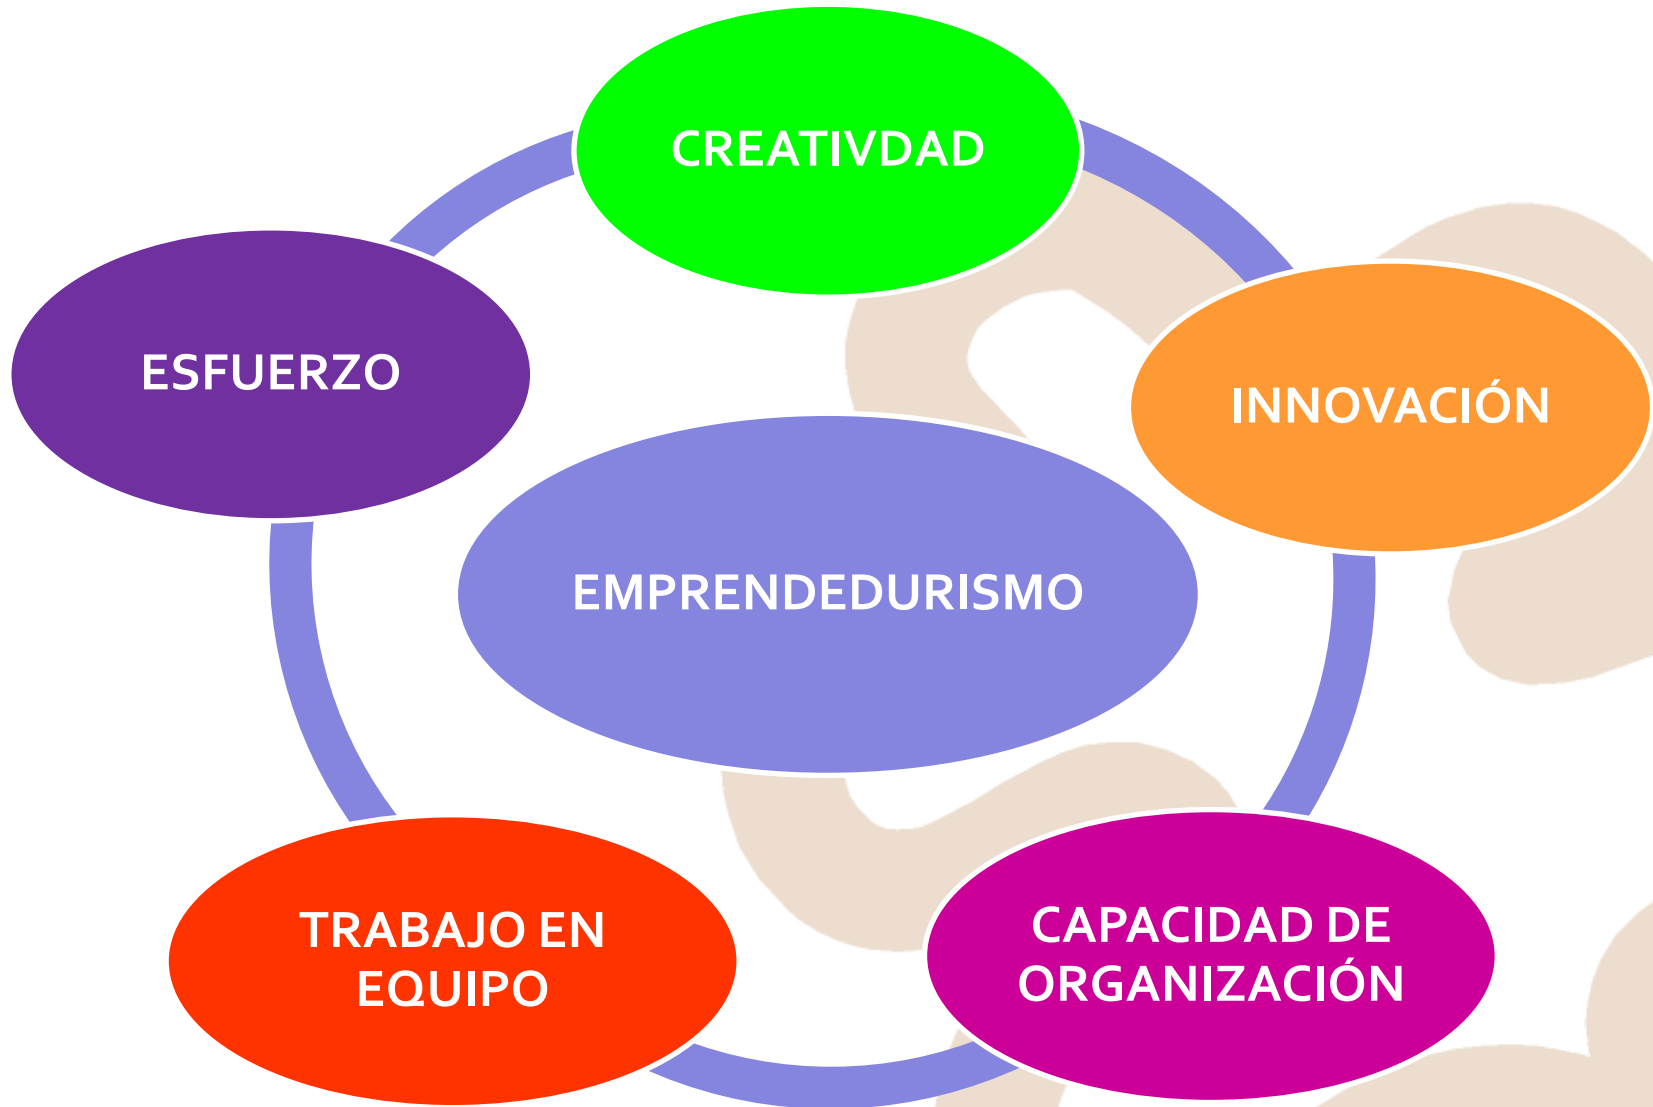 CREATIVDAD
ESFUERZO
INNOVACIÓN
EMPRENDEDURISMO
TRABAJO EN
EQUIPO
CAPACIDAD DE
ORGANIZACIÓN